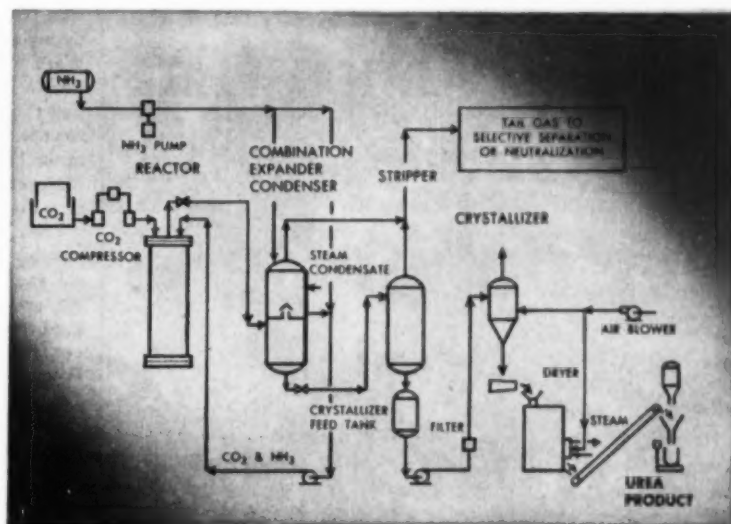 NH3
NH3 PUMP
REACTOR
COMBINATION
EXPANDER
CONDENSER
STRIPPER
TAIL GAS TO
SELECTIVE SEPARATION
OR NEUTRALIZATION
CO2
CO2
COMPRESSOR
STEAM
CONDENSATE
CRYSTALLIZER
AIR BLOWER
DRYER
STEAM
CRYSTALLIZER
FEED TANK
FILTER
CO2 & NH3
UREA
PRODUCT